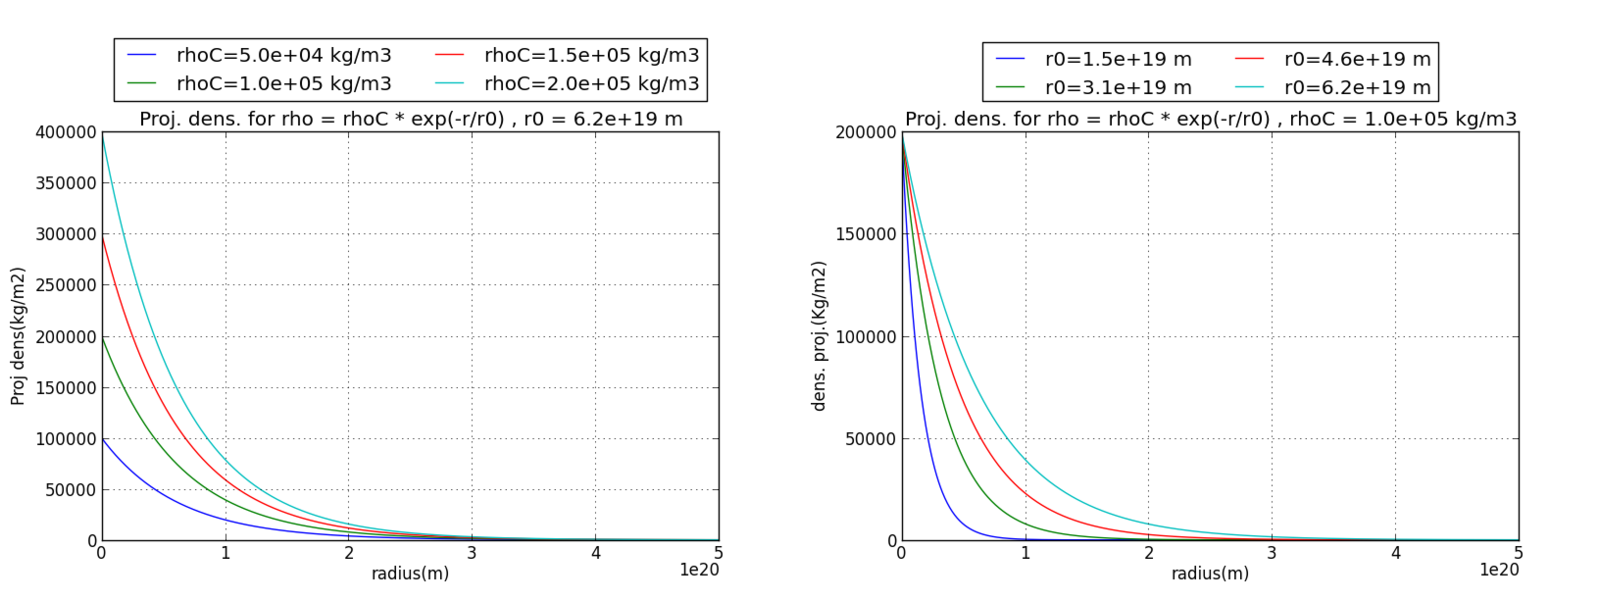 rhoC=5.0e+04 kg/m3 rhoC=1.5e+05 kg/m3
rhoC=1.0e+05 kg/m3 rhoC=2.0e+05 kg/m3
Proj. dens. for rho = rhoC * exp(-r/r0) , r0 = 6.2e+19 m
400000
350000
300000
250000
200000
150000
100000
50000
0
Proj dens(kg/m2)
0 1 2 3 4 5
1e20
radius(m)
r0=1.5e+19 m r0=4.6e+19 m
r0=3.1e+19 m r0=6.2e+19 m
Proj. dens. for rho = rhoC * exp(-r/r0) , rhoC = 1.0e+05 kg/m3
200000
150000
100000
50000
0
dens. proj.(Kg/m2)
0 1 2 3 4 5
1e20
radius(m)